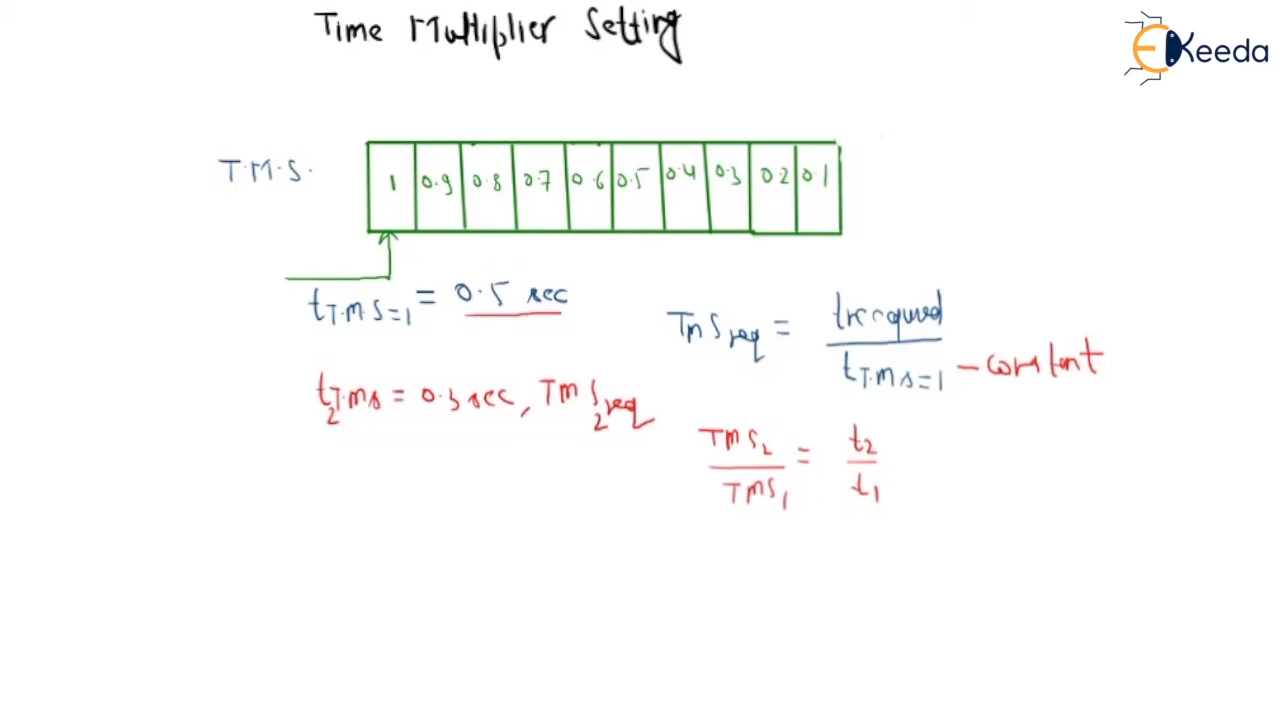 Time Multiplier Setting
EKeeda
T.M.S. 1 0.9 0.8 0.7 0.6 0.5 0.4 0.3 0.2 0.1
tT.M.S=1 = 0.5 sec
TMSreq = trequired / tT.M.S=1 – constant
t2T.M.S = 0.3 sec, TMS2req
TMS2 / TMS1 = t2 / t1